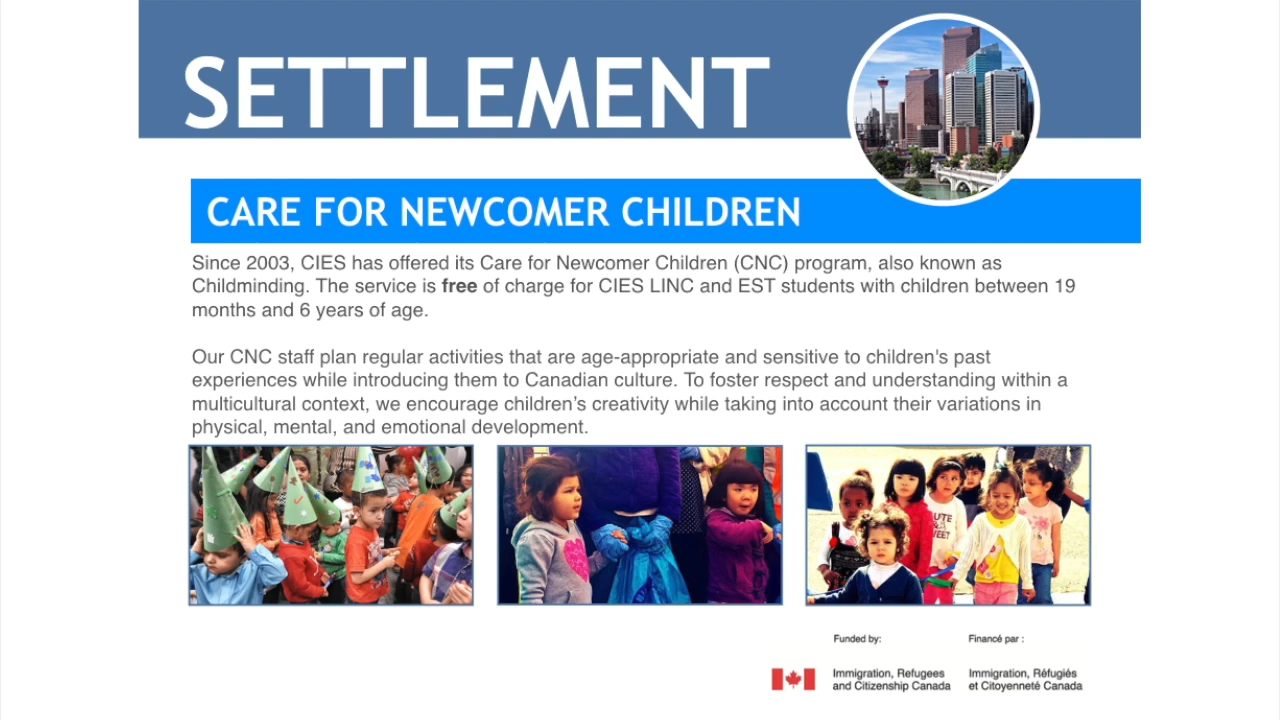 SETTLEMENT
CARE FOR NEWCOMER CHILDREN
Since 2003, CIES has offered its Care for Newcomer Children (CNC) program, also known as
Childminding. The service is free of charge for CIES LINC and EST students with children between 19
months and 6 years of age.
Our CNC staff plan regular activities that are age-appropriate and sensitive to children's past
experiences while introducing them to Canadian culture. To foster respect and understanding within a
multicultural context, we encourage children’s creativity while taking into account their variations in
physical, mental, and emotional development.
Funded by:
Financé par :
Immigration, Refugees
and Citizenship Canada
Immigration, Réfugiés
et Citoyenneté Canada